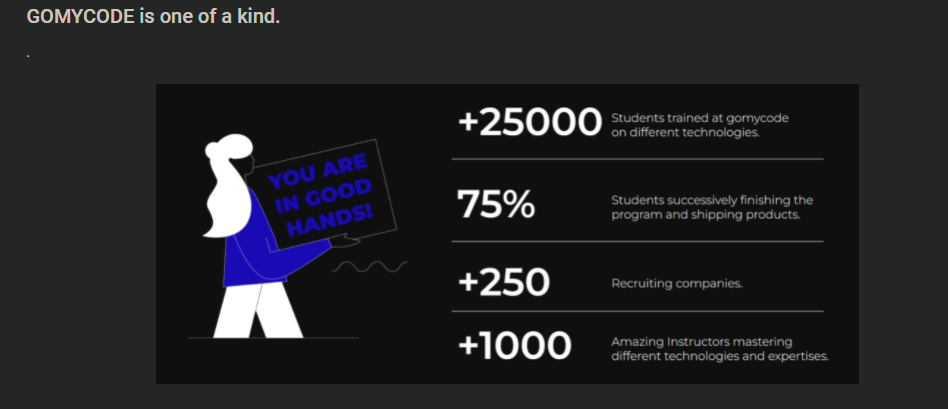 GOMYCODE is one of a kind.
.
YOU ARE
IN GOOD
HANDS!
+25000
Students trained at gomycode
on different technologies.
75%
Students successively finishing the
program and shipping products.
+250
Recruiting companies.
+1000
Amazing Instructors mastering
different technologies and expertises.